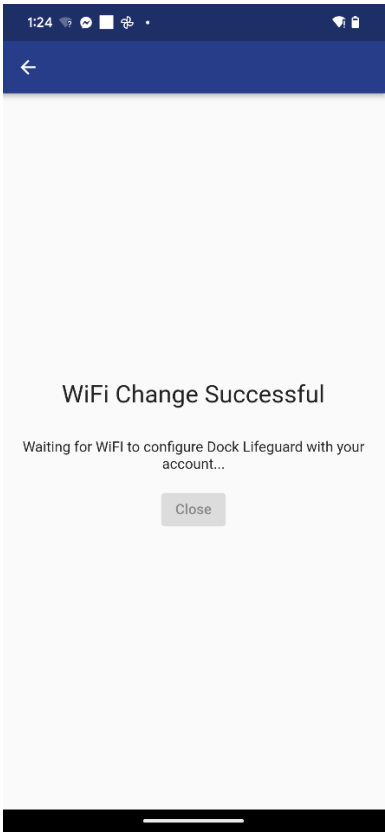 1:24
WiFi Change Successful
Waiting for WiFI to configure Dock Lifeguard with your
account...
Close